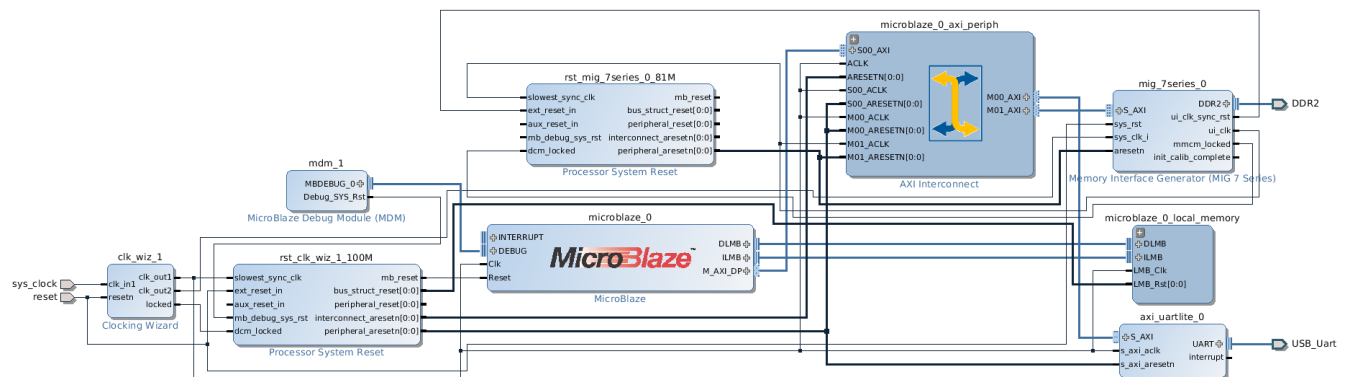 microblaze_0_axi_periph
S00_AXI
ACLK
ARESETN[0:0]
S00_ACLK
S00_ARESETN[0:0]
M00_ACLK
M00_ARESETN[0:0]
M01_ACLK
M01_ARESETN[0:0]
M00_AXI
M01_AXI
AXI Interconnect
rst_mig_7series_0_81M
slowest_sync_clk
ext_reset_in
aux_reset_in
mb_debug_sys_rst
dcm_locked
mb_reset
bus_struct_reset[0:0]
peripheral_reset[0:0]
interconnect_aresetn[0:0]
peripheral_aresetn[0:0]
Processor System Reset
mig_7series_0
S_AXI
sys_rst
sys_clk_i
aresetn
DDR2
ui_clk_sync_rst
ui_clk
mmcm_locked
init_calib_complete
Memory Interface Generator (MIG 7 Series)
DDR2
mdm_1
MBDEBUG_0
Debug_SYS_Rst
MicroBlaze Debug Module (MDM)
microblaze_0
INTERRUPT
DEBUG
Clk
Reset
MicroBlaze™
DLMB
ILMB
M_AXI_DP
MicroBlaze
microblaze_0_local_memory
DLMB
ILMB
LMB_Clk
LMB_Rst[0:0]
sys_clock
reset
clk_wiz_1
clk_in1
resetn
clk_out1
clk_out2
locked
Clocking Wizard
rst_clk_wiz_1_100M
slowest_sync_clk
ext_reset_in
aux_reset_in
mb_debug_sys_rst
dcm_locked
mb_reset
bus_struct_reset[0:0]
peripheral_reset[0:0]
interconnect_aresetn[0:0]
peripheral_aresetn[0:0]
Processor System Reset
axi_uartlite_0
S_AXI
s_axi_aclk
s_axi_aresetn
UART
interrupt
USB_Uart